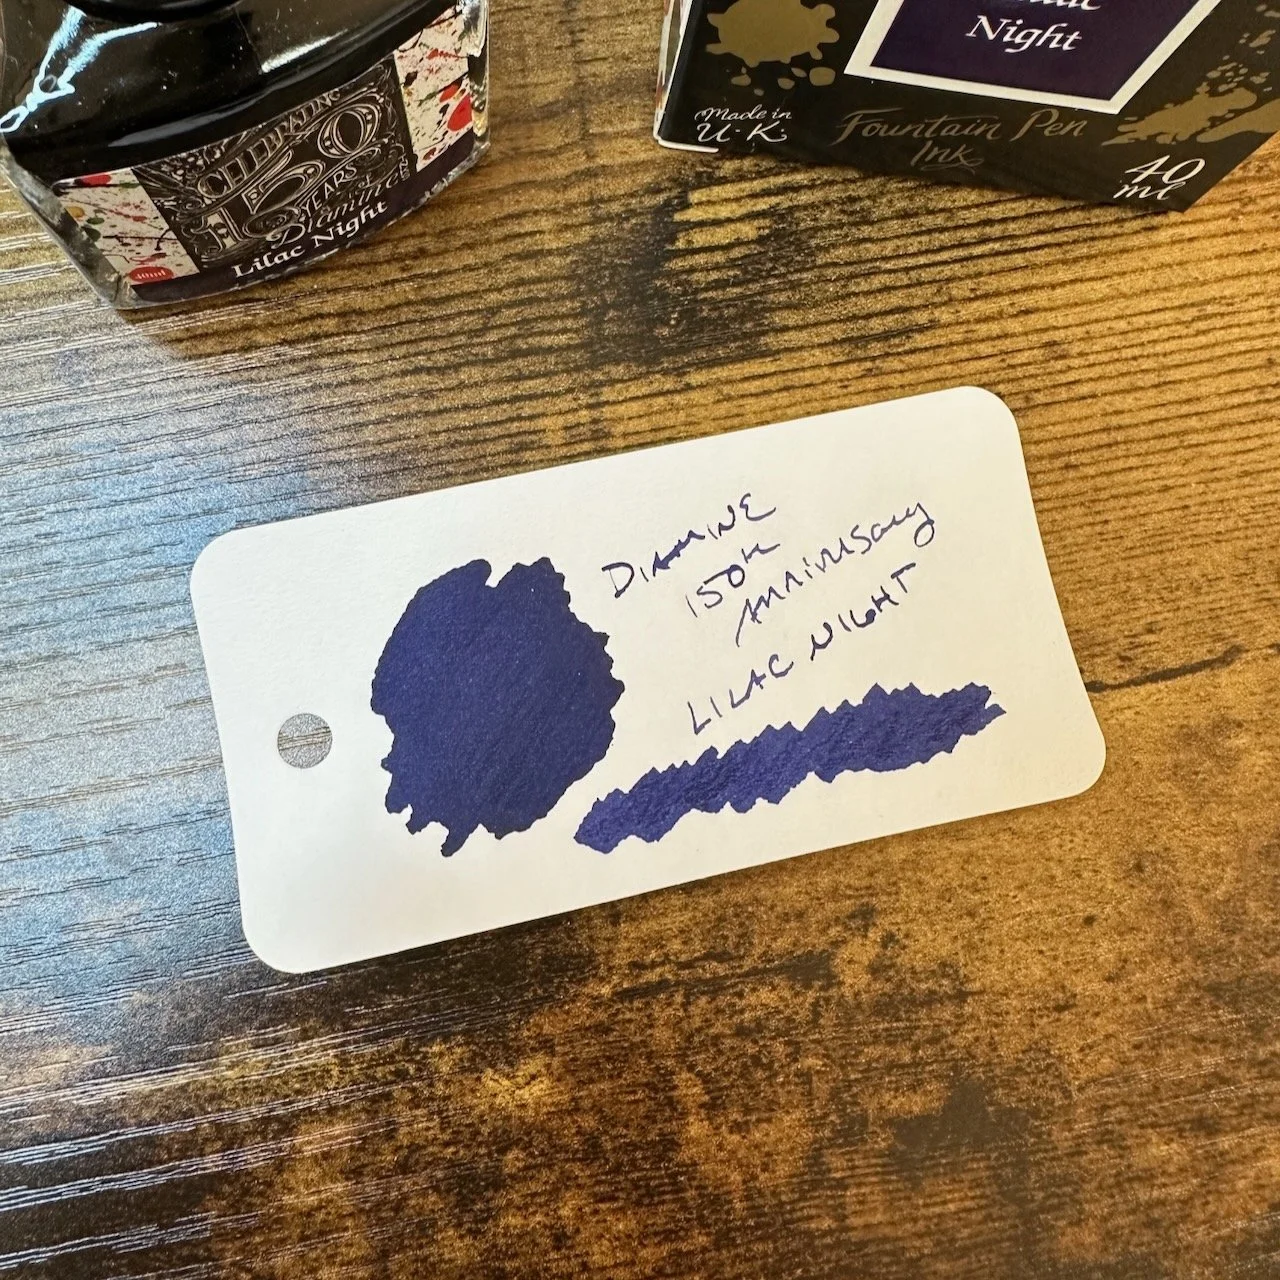 CELEBRATING
150
YEARS of
Diamine
Lilac Night
40ml
Night
Made in
U.K.
Fountain Pen
Ink
40
ml
DIAMINE
150th
Anniversary
LILAC NIGHT